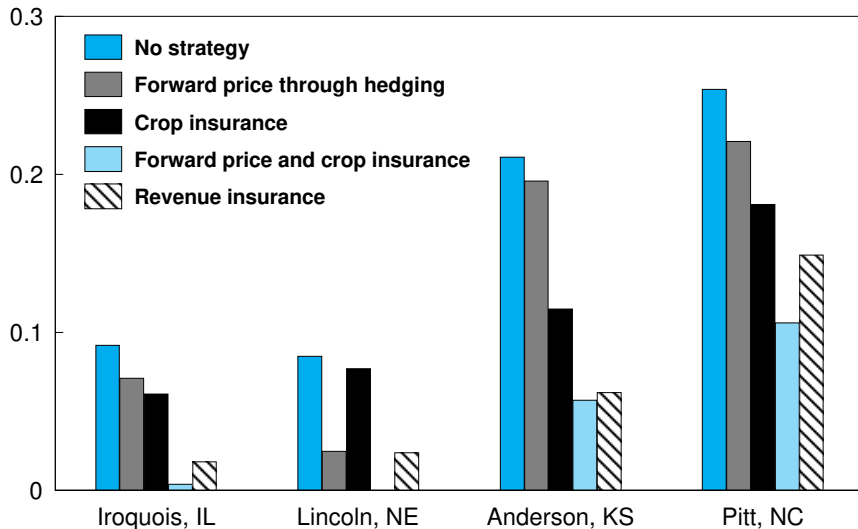 0.3
No strategy
Forward price through hedging
Crop insurance
0.2
Forward price and crop insurance
Revenue insurance
0.1
0
Iroquois, IL
Lincoln, NE
Anderson, KS
Pitt, NC